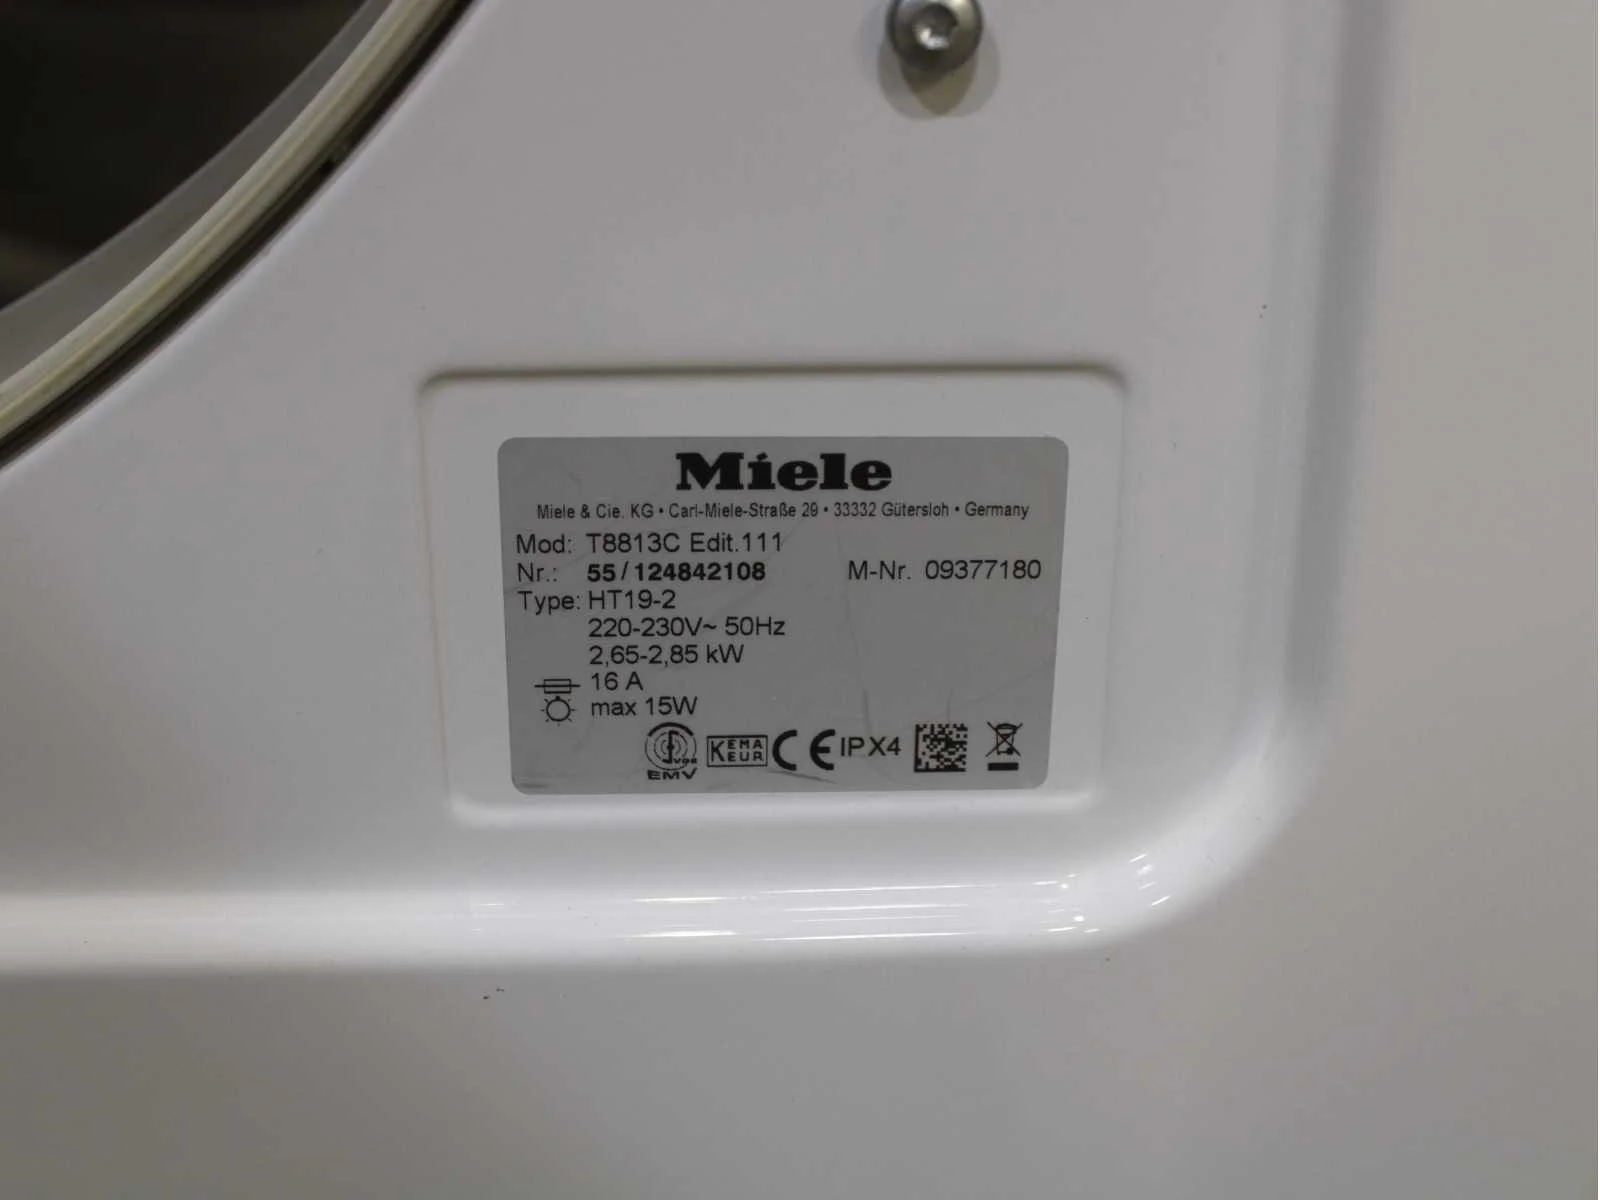 Miele
Miele & Cie. KG • Carl-Miele-Straße 29 • 33332 Gütersloh • Germany
Mod: T8813C Edit.111
Nr.: 55/124842108 M-Nr. 09377180
Type: HT19-2
220-230V~ 50Hz
2,65-2,85 kW
16 A
max 15W
VDE
EMV
KEMA
KEUR
CE IPX4